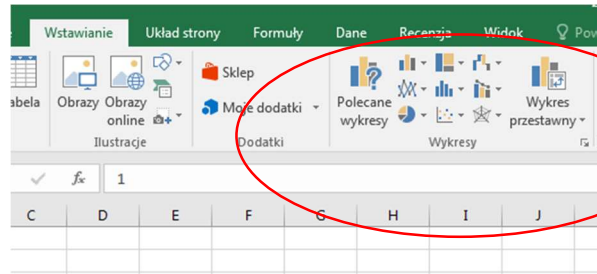 Wstawianie Układ strony Formuły Dane Recenzja Widok Pow
abela
Obrazy
Obrazy
online
Sklep
Moje dodatki
Polecane
wykresy
Wykres
przestawny
Ilustracje Dodatki Wykresy
fx 1
C D E F G H I J